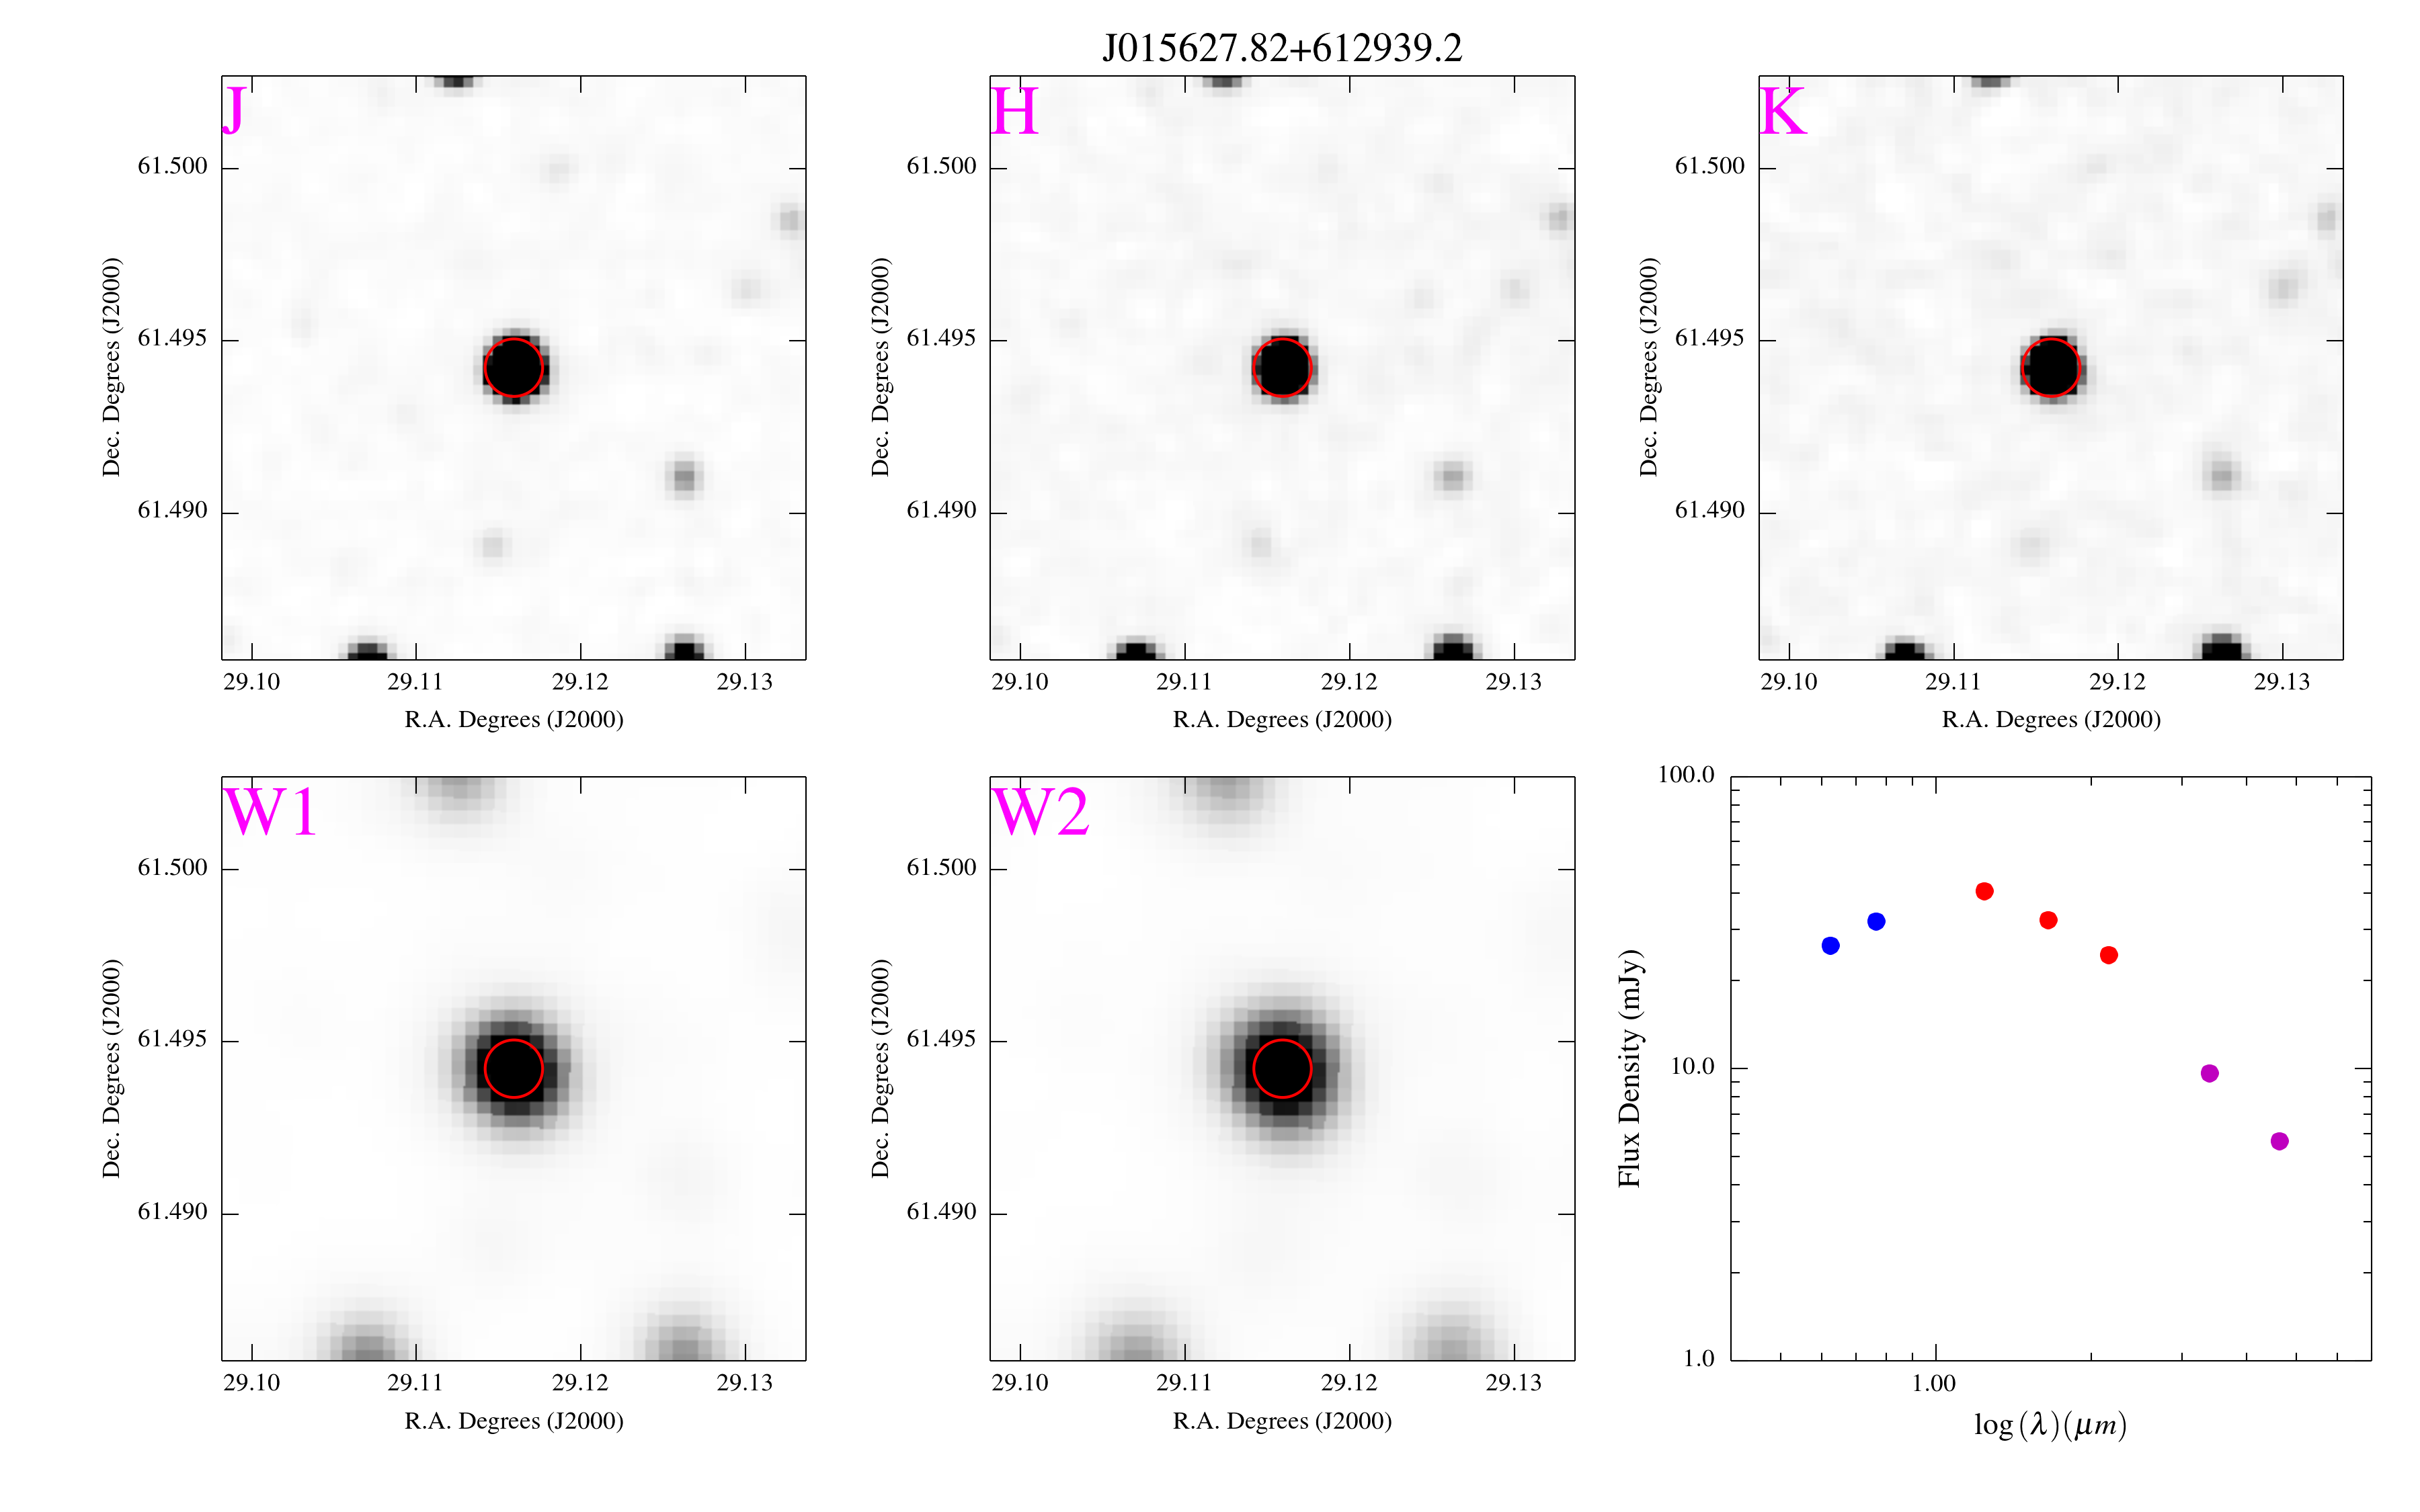 J015627.82+612939.2
J
61.500
61.495
61.490
Dec. Degrees (J2000)
29.10 29.11 29.12 29.13
R.A. Degrees (J2000)
H
61.500
61.495
61.490
Dec. Degrees (J2000)
29.10 29.11 29.12 29.13
R.A. Degrees (J2000)
K
61.500
61.495
61.490
Dec. Degrees (J2000)
29.10 29.11 29.12 29.13
R.A. Degrees (J2000)
W1
61.500
61.495
61.490
Dec. Degrees (J2000)
29.10 29.11 29.12 29.13
R.A. Degrees (J2000)
W2
61.500
61.495
61.490
Dec. Degrees (J2000)
29.10 29.11 29.12 29.13
R.A. Degrees (J2000)
100.0
10.0
1.0
Flux Density (mJy)
1.00
log (λ)(μm)